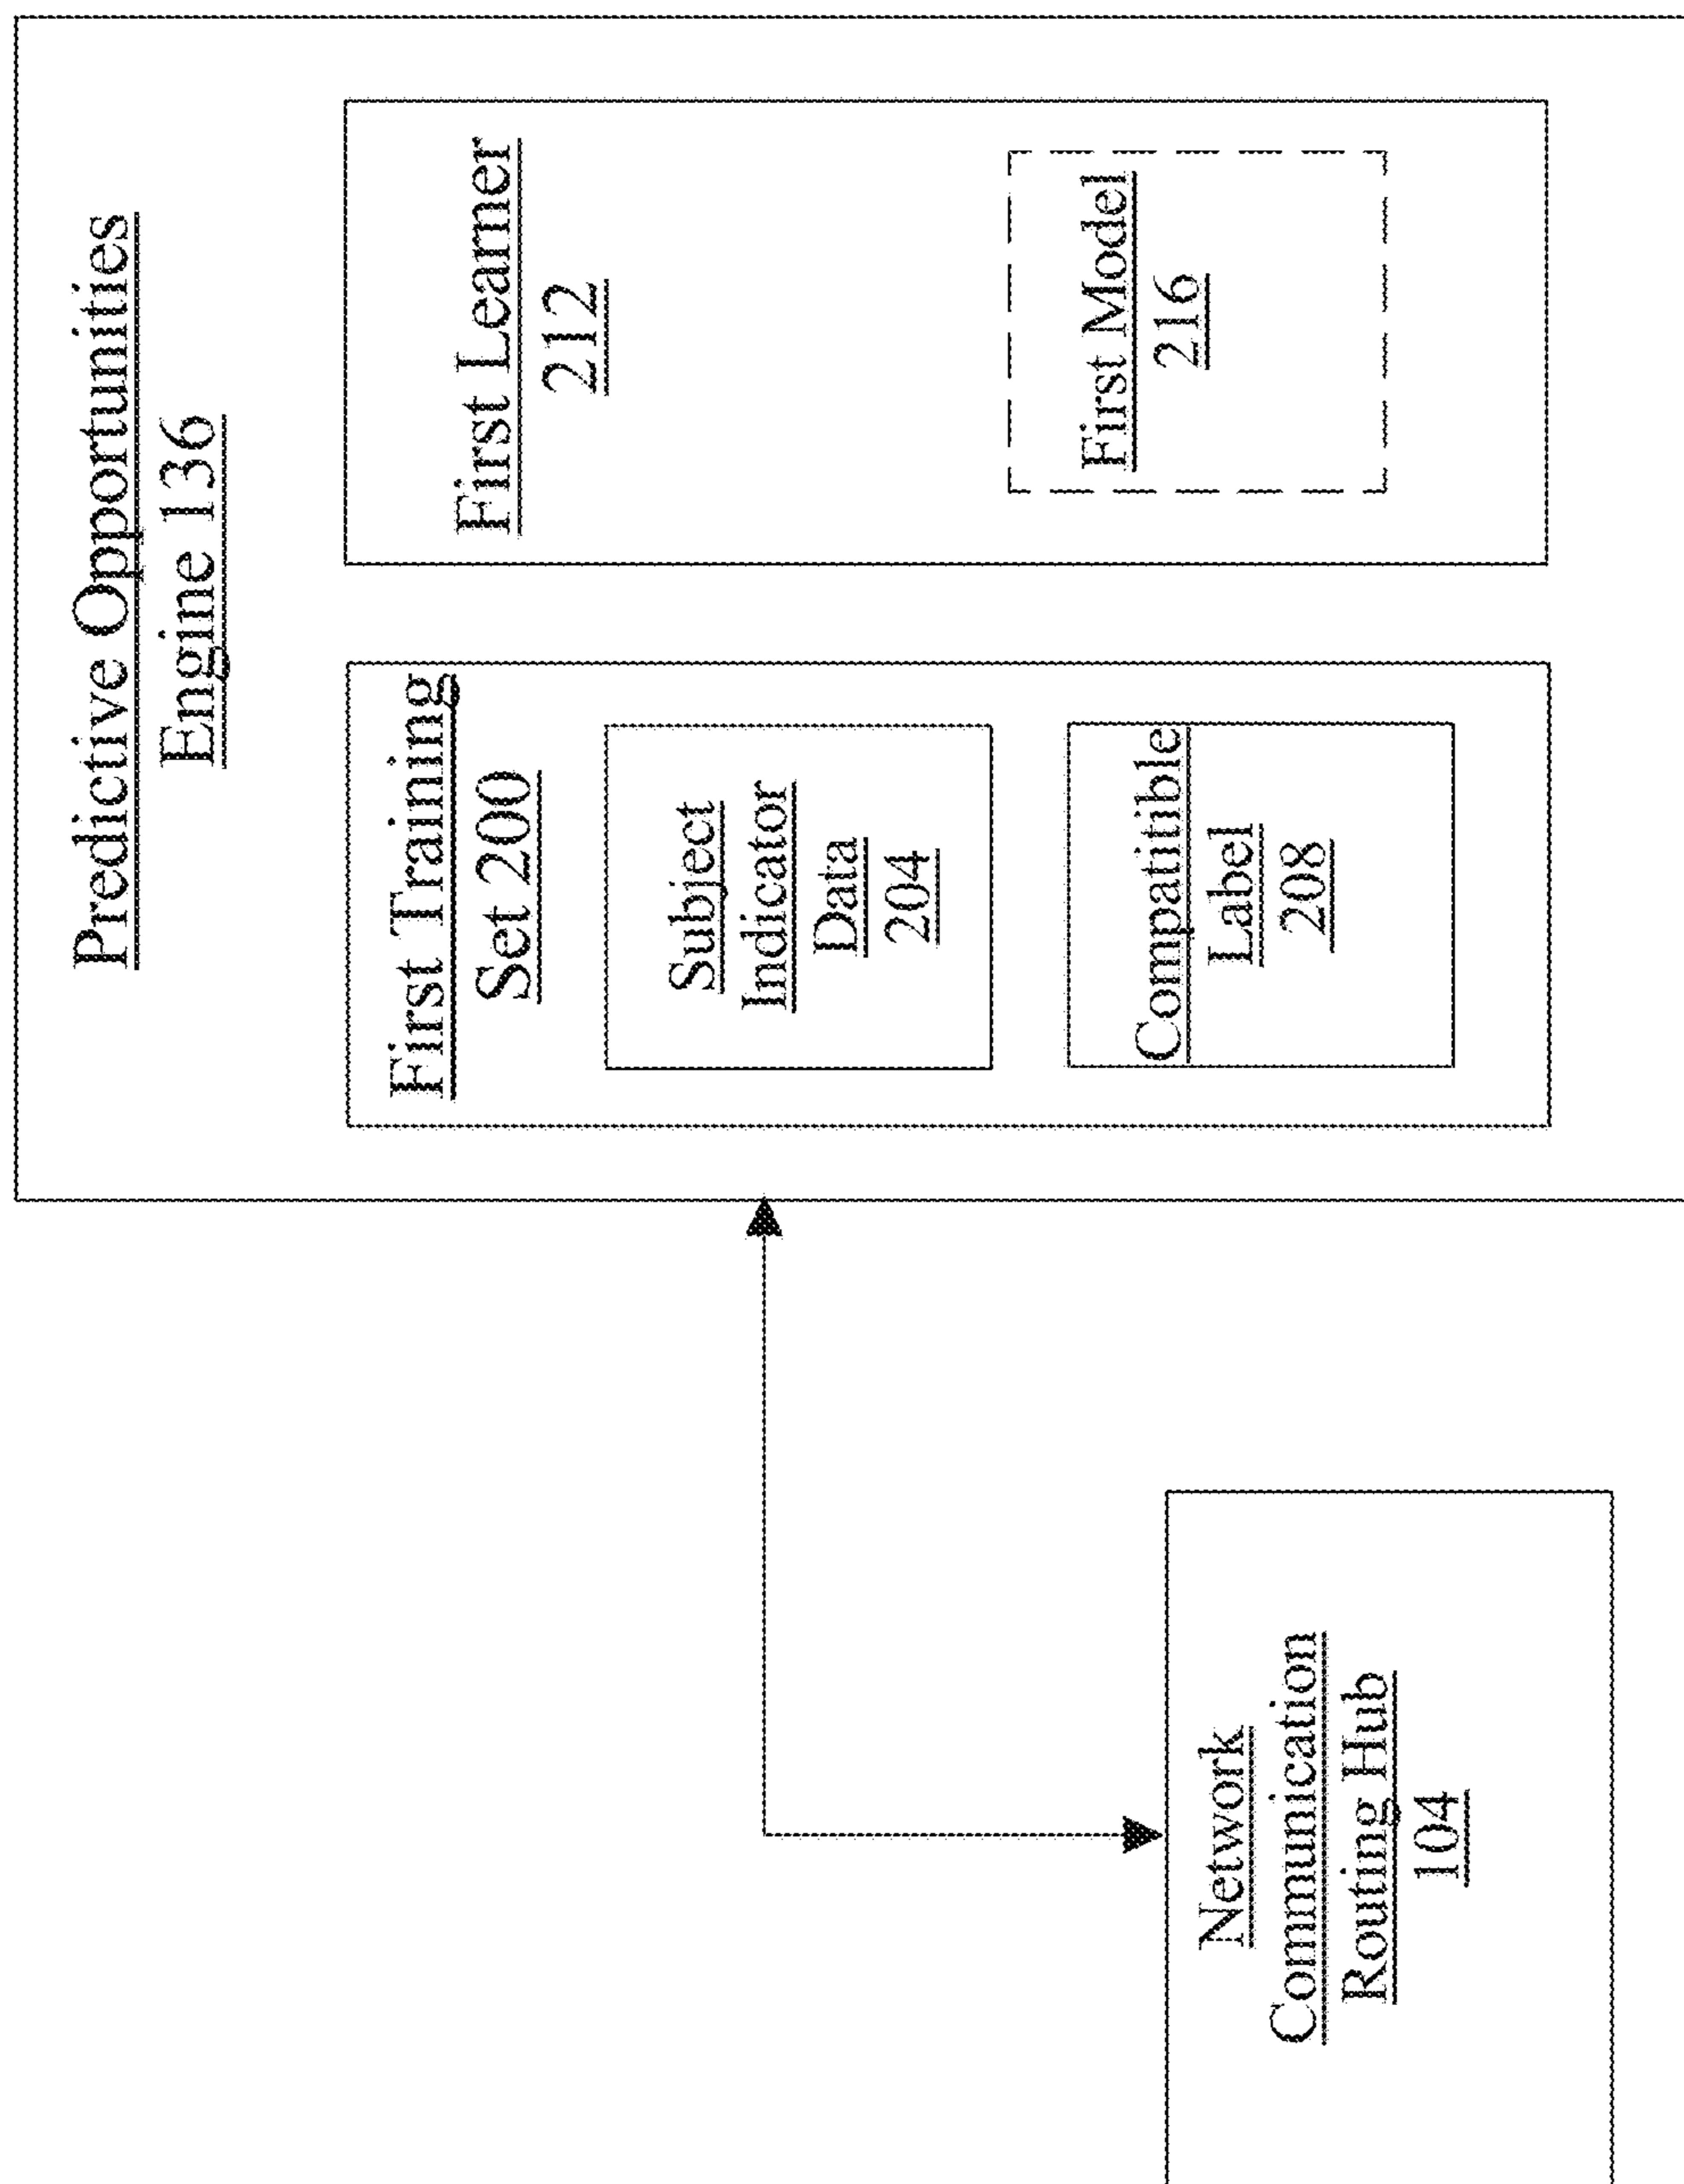 Predictive Opportunities
Engine 136
First Training
Set 200
Subject
Indicator
Data
204
Compatitible
Label
208
First Learner
212
First Model
216
Network
Communication
Routing Hub
104